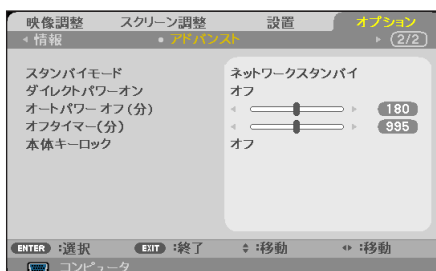 映像調整 スクリーン調整 設置 オプション
情報 アドバンスト (2/2)
スタンバイモード ネットワークスタンバイ
ダイレクトパワーオン オフ
オートパワー オフ(分) 180
オフタイマー(分) 995
本体キーロック オフ
ENTER :選択 EXIT :終了 :移動 :移動
コンピュータ